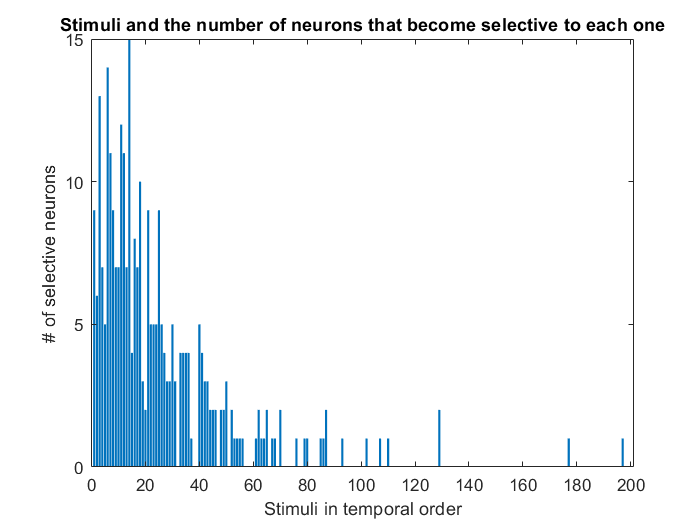 Stimuli and the number of neurons that become selective to each one
15
10
5
0
# of selective neurons
0 20 40 60 80 100 120 140 160 180 200
Stimuli in temporal order